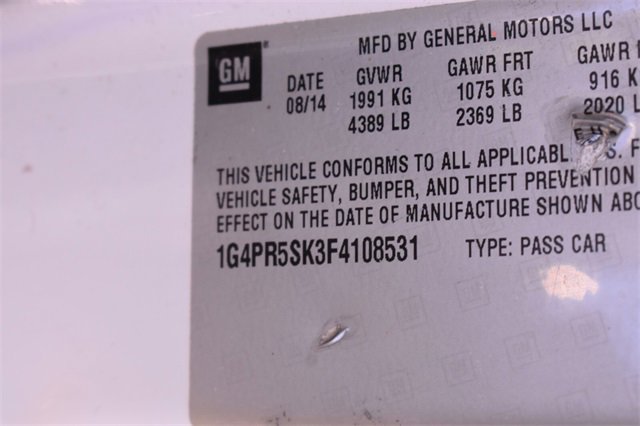 GM
MFD BY GENERAL MOTORS LLC
DATE GVWR GAWR FRT GAWR
08/14 1991 KG 1075 KG 916 K
4389 LB 2369 LB 2020 L
THIS VEHICLE CONFORMS TO ALL APPLICABL S. F
VEHICLE SAFETY, BUMPER, AND THEFT PREVENTION
EFFECT ON THE DATE OF MANUFACTURE SHOWN ABO
1G4PR5SK3F4108531 TYPE: PASS CAR